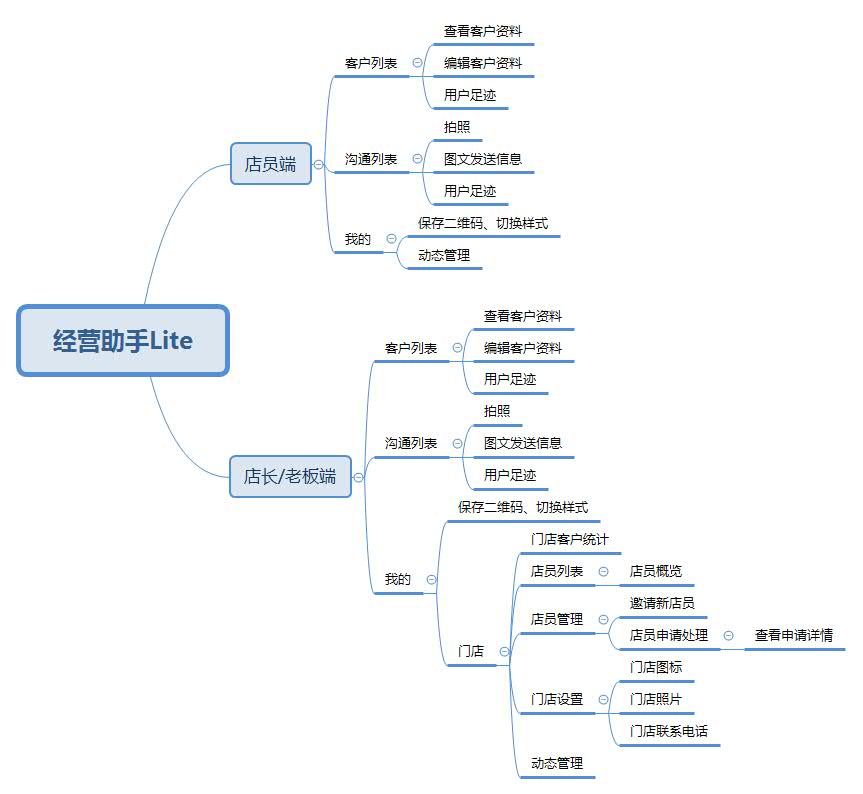 经营助手Lite
店员端
客户列表
查看客户资料
编辑客户资料
用户足迹
沟通列表
拍照
图文发送信息
用户足迹
我的
保存二维码、切换样式
动态管理
店长/老板端
客户列表
查看客户资料
编辑客户资料
用户足迹
沟通列表
拍照
图文发送信息
用户足迹
我的
保存二维码、切换样式
门店
门店客户统计
店员列表
店员概览
店员管理
邀请新店员
店员申请处理
查看申请详情
门店设置
门店图标
门店照片
门店联系电话
动态管理